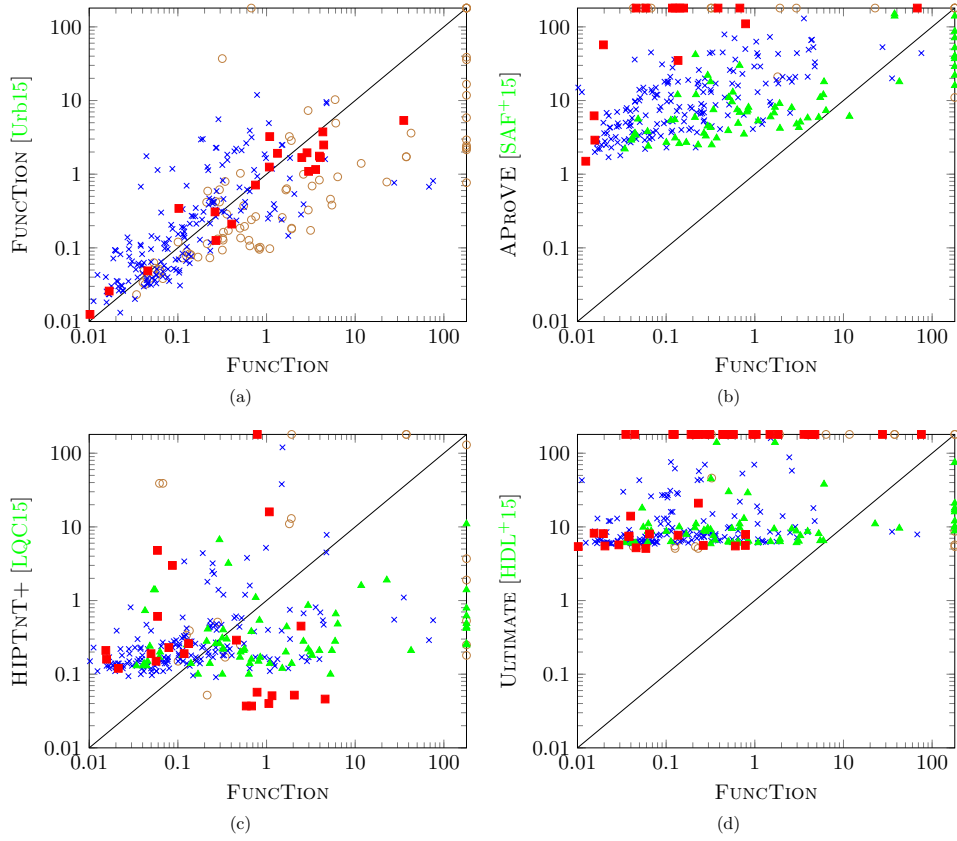 100
10
1
0.1
0.01
0.01 0.1 1 10 100
FUNCTION [Urb15]
FUNCTION
(a)
100
10
1
0.1
0.01
0.01 0.1 1 10 100
APROVE [SAF+15]
FUNCTION
(b)
100
10
1
0.1
0.01
0.01 0.1 1 10 100
HIPTNT+ [LQC15]
FUNCTION
(c)
100
10
1
0.1
0.01
0.01 0.1 1 10 100
ULTIMATE [HDL+15]
FUNCTION
(d)